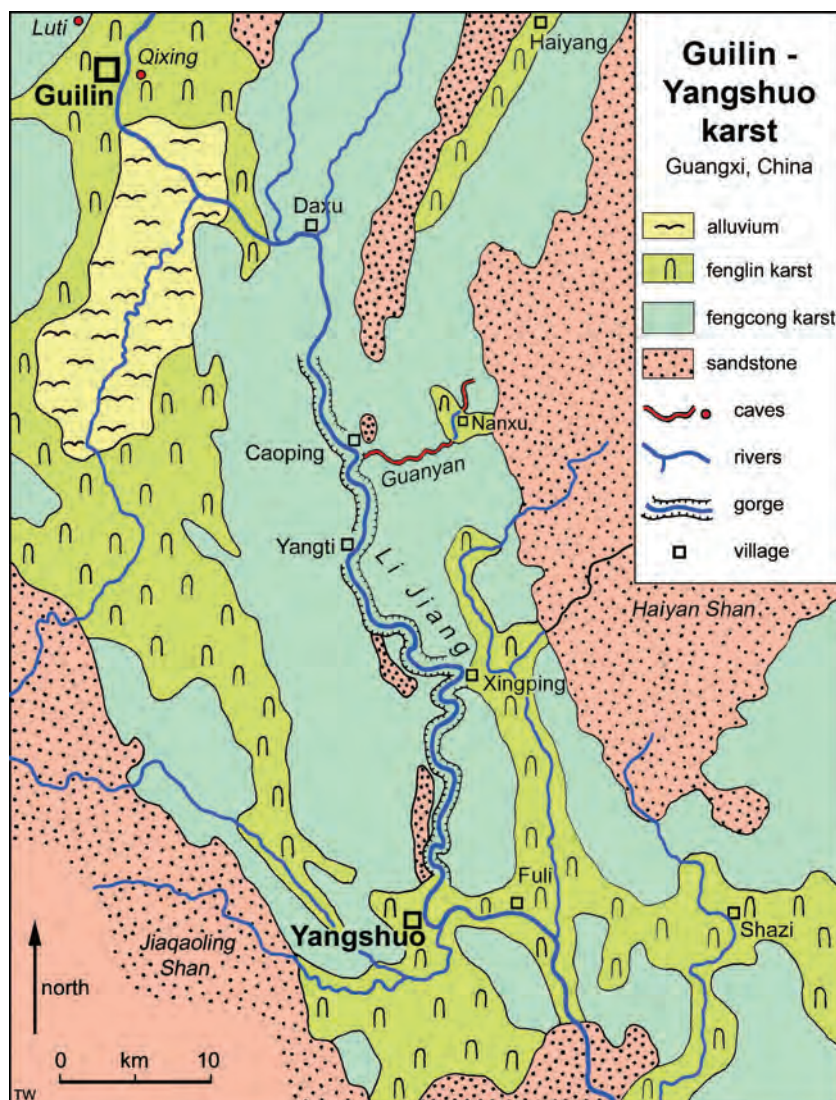 Luti
Qixing
Guilin
Haiyang
Guilin -
Yangshuo
karst
Guangxi, China
alluvium
fenglin karst
fengcong karst
sandstone
caves
rivers
gorge
village
Daxu
Nanxu
Caoping
Guanyan
Yangti
Li Jiang
Haiyan Shan
Xingping
Fuli
Shazi
Yangshuo
Jiaqaoling
Shan
north
0 km 10
TW